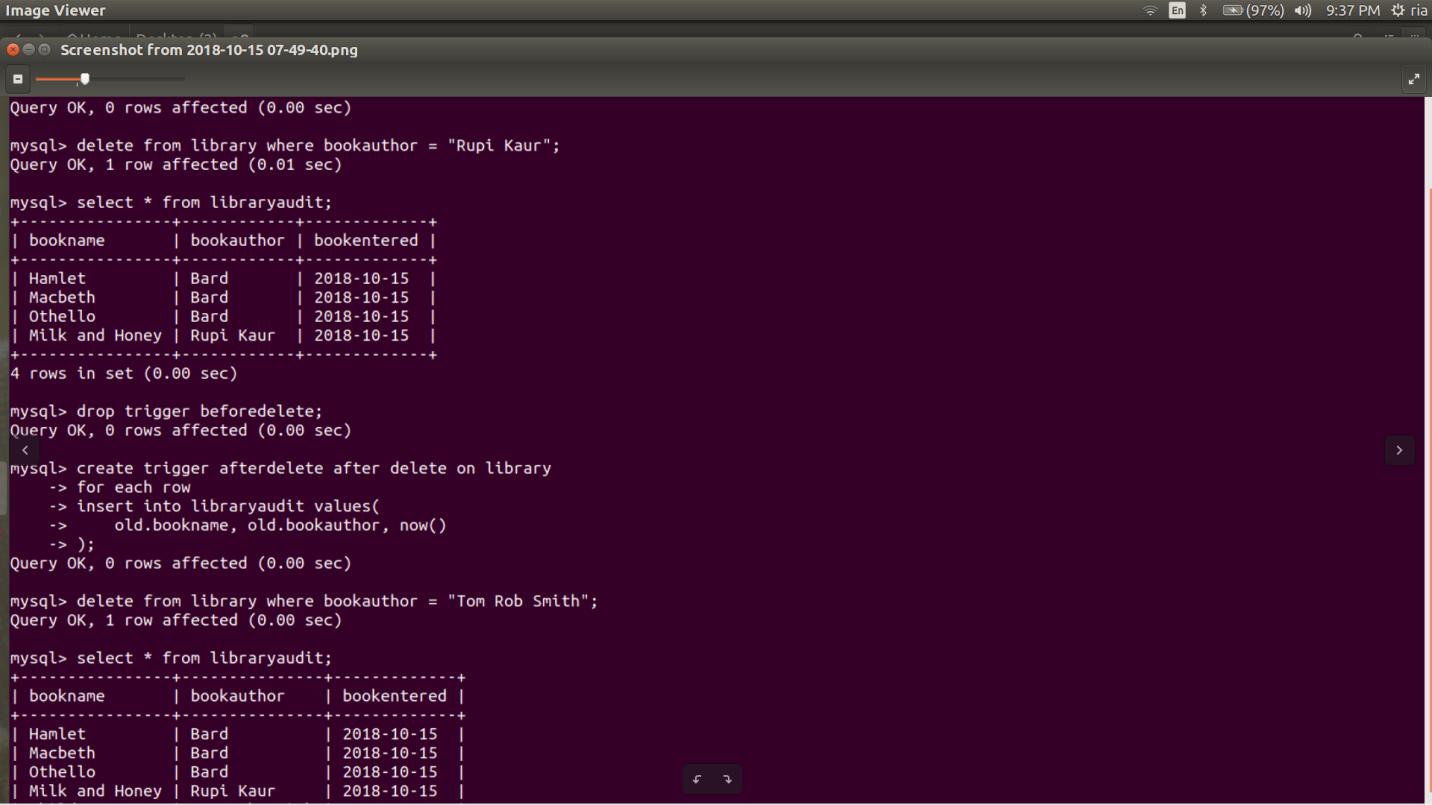 Image Viewer
En
(97%)
9:37 PM
ria
Screenshot from 2018-10-15 07-49-40.png
Query OK, 0 rows affected (0.00 sec)
mysql> delete from library where bookauthor = "Rupi Kaur";
Query OK, 1 row affected (0.01 sec)
mysql> select * from libraryaudit;
+----------------+------------+-------------+
| bookname       | bookauthor | bookentered |
+----------------+------------+-------------+
| Hamlet         | Bard       | 2018-10-15  |
| Macbeth        | Bard       | 2018-10-15  |
| Othello        | Bard       | 2018-10-15  |
| Milk and Honey | Rupi Kaur  | 2018-10-15  |
+----------------+------------+-------------+
4 rows in set (0.00 sec)
mysql> drop trigger beforedelete;
Query OK, 0 rows affected (0.00 sec)
mysql> create trigger afterdelete after delete on library
    -> for each row
    -> insert into libraryaudit values(
    ->     old.bookname, old.bookauthor, now()
    -> );
Query OK, 0 rows affected (0.00 sec)
mysql> delete from library where bookauthor = "Tom Rob Smith";
Query OK, 1 row affected (0.00 sec)
mysql> select * from libraryaudit;
+----------------+---------------+-------------+
| bookname       | bookauthor    | bookentered |
+----------------+---------------+-------------+
| Hamlet         | Bard          | 2018-10-15  |
| Macbeth        | Bard          | 2018-10-15  |
| Othello        | Bard          | 2018-10-15  |
| Milk and Honey | Rupi Kaur     | 2018-10-15  |